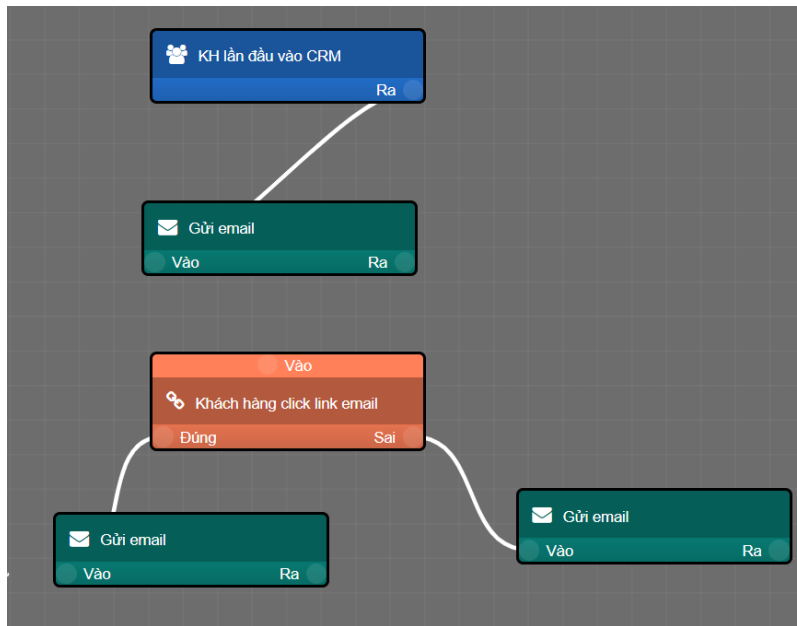 KH lần đầu vào CRM
Ra
Gửi email
Vào Ra
Vào
Khách hàng click link email
Đúng Sai
Gửi email
Vào Ra
Gửi email
Vào Ra